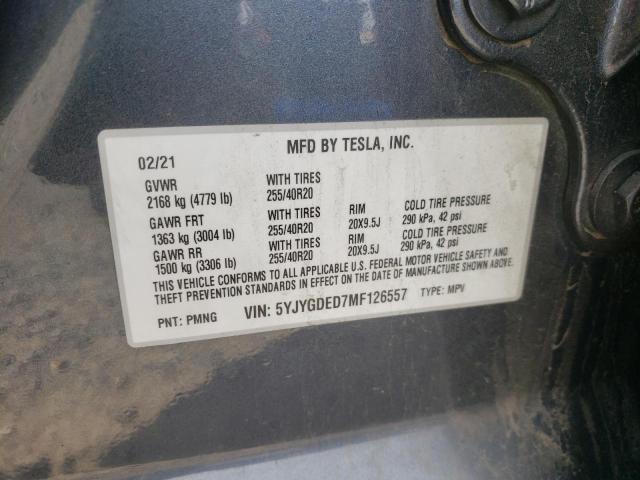 MFD BY TESLA, INC.
02/21
GVWR WITH TIRES
2168 kg (4779 lb) 255/40R20
GAWR FRT WITH TIRES RIM COLD TIRE PRESSURE
1363 kg (3004 lb) 255/40R20 20X9.5J 290 kPa, 42 psi
GAWR RR WITH TIRES RIM COLD TIRE PRESSURE
1500 kg (3306 lb) 255/40R20 20X9.5J 290 kPa, 42 psi
THIS VEHICLE CONFORMS TO ALL APPLICABLE U.S. FEDERAL MOTOR VEHICLE SAFETY AND
THEFT PREVENTION STANDARDS IN EFFECT ON THE DATE OF MANUFACTURE SHOWN ABOVE.
PNT: PMNG VIN: 5YJYGDED7MF126557 TYPE: MPV